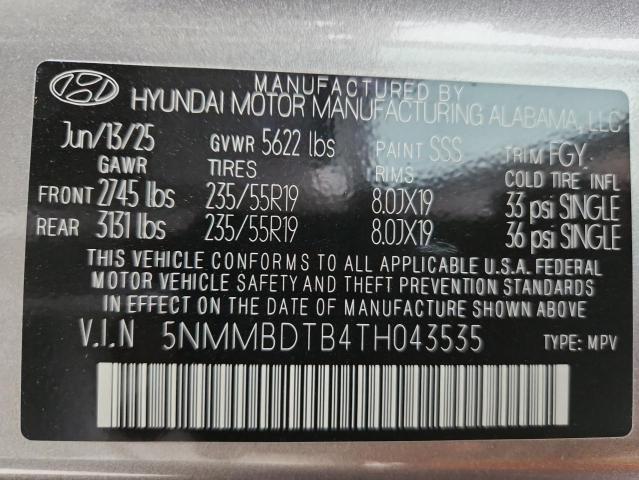 MANUFACTURED BY
HYUNDAI MOTOR MANUFACTURING ALABAMA, LLC
Jun/13/25 GVWR 5622 lbs PAINT SSS TRIM FGY
GAWR TIRES RIMS COLD TIRE INFL
FRONT 2745 lbs 235/55R19 8.0JX19 33 psi SINGLE
REAR 3131 lbs 235/55R19 8.0JX19 36 psi SINGLE
THIS VEHICLE CONFORMS TO ALL APPLICABLE U.S.A. FEDERAL
MOTOR VEHICLE SAFETY AND THEFT PREVENTION STANDARDS
IN EFFECT ON THE DATE OF MANUFACTURE SHOWN ABOVE
V.I.N 5NMMBDTB4TH043535 TYPE: MPV